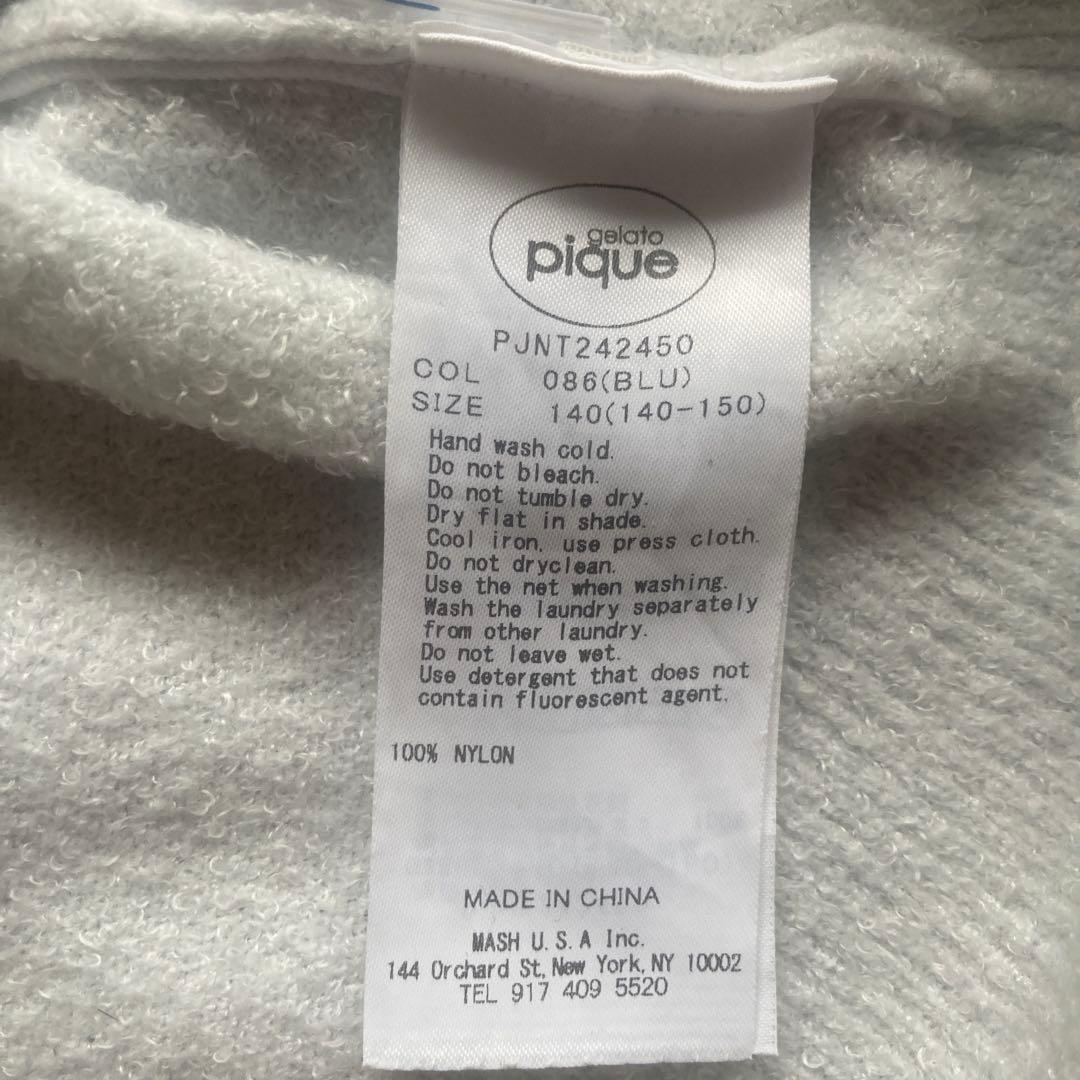 gelato
pique
PJNT242450
COL 086(BLU)
SIZE 140(140-150)
Hand wash cold.
Do not bleach.
Do not tumble dry.
Dry flat in shade.
Cool iron, use press cloth.
Do not dryclean.
Use the net when washing.
Wash the laundry separately
from other laundry.
Do not leave wet.
Use detergent that does not
contain fluorescent agent.
100% NYLON
MADE IN CHINA
MASH U.S.A Inc.
144 Orchard St, New York, NY 10002
TEL 917 409 5520